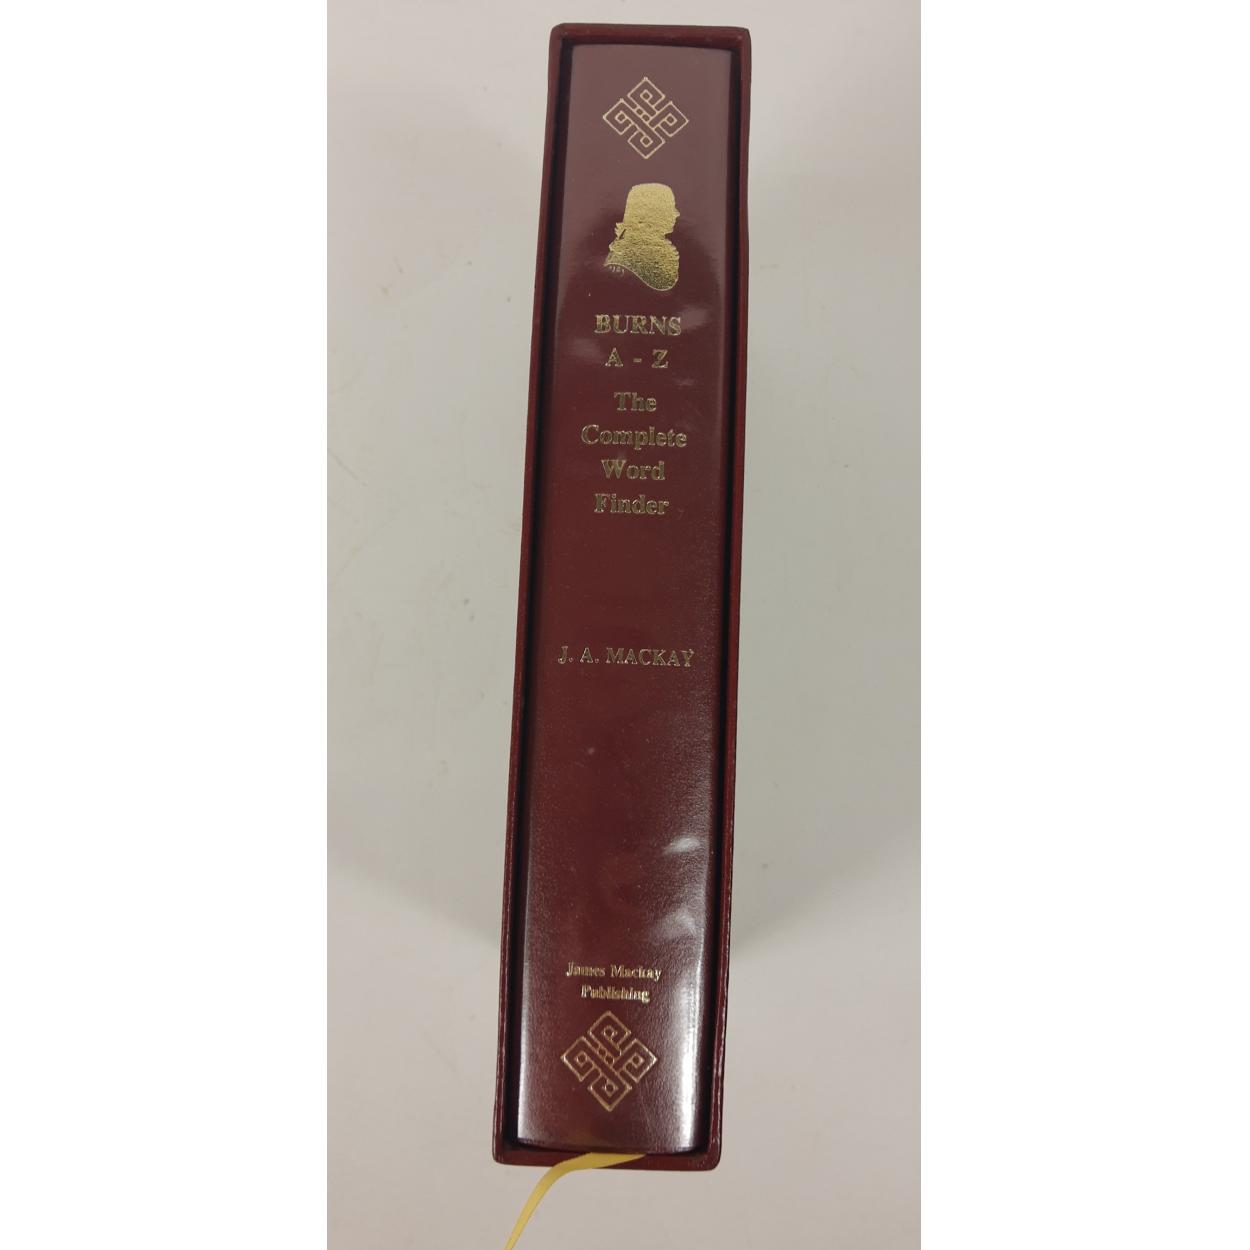 BURNS
A - Z
The
Complete
Word
Finder
J. A. MACKAY
James Mackay
Publishing